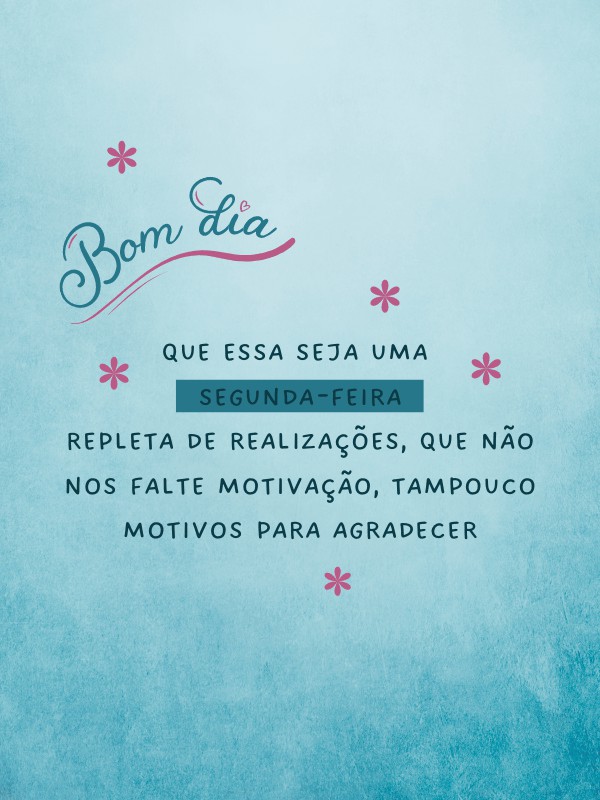 Bom dia
QUE ESSA SEJA UMA
SEGUNDA-FEIRA
REPLETA DE REALIZAÇÕES, QUE NÃO
NOS FALTE MOTIVAÇÃO, TAMPOUCO
MOTIVOS PARA AGRADECER